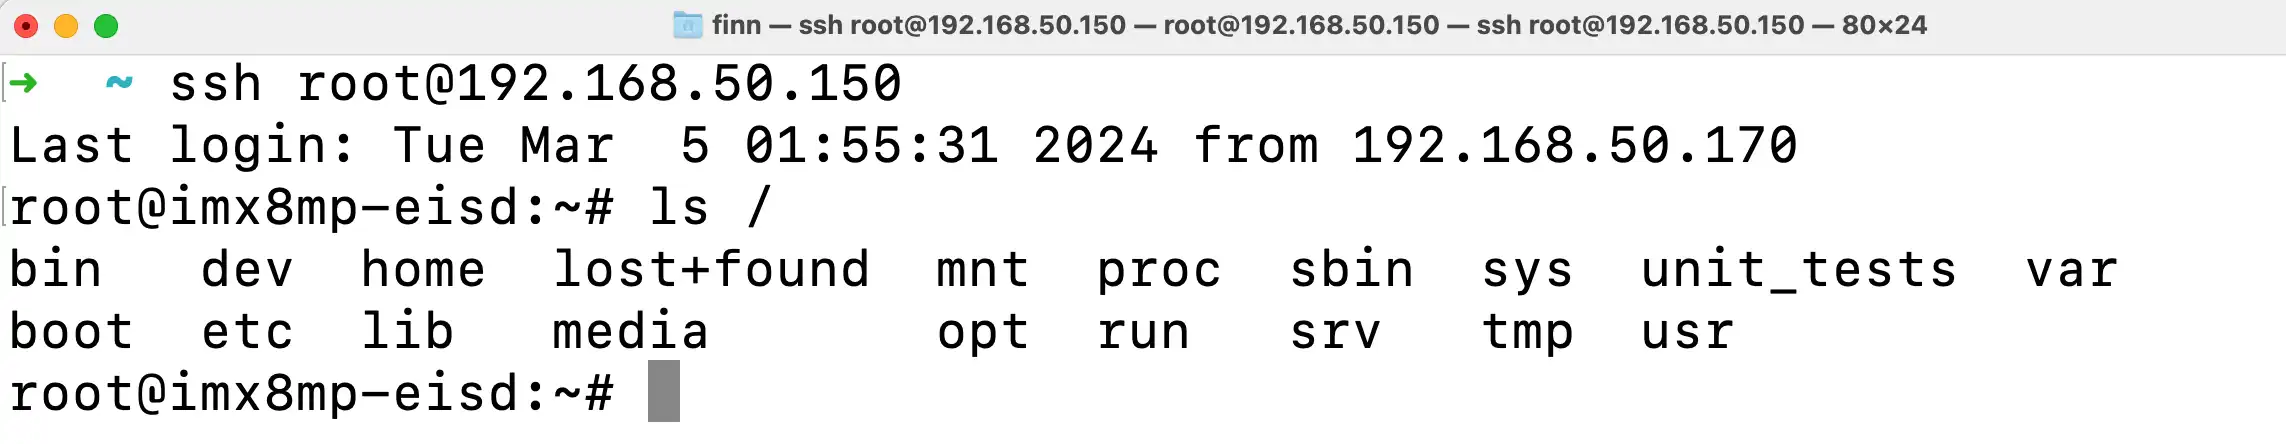 finn — ssh root@192.168.50.150 — root@192.168.50.150 — ssh root@192.168.50.150 — 80×24
➜  ~ ssh root@192.168.50.150
Last login: Tue Mar  5 01:55:31 2024 from 192.168.50.170
root@imx8mp-eisd:~# ls /
bin   dev  home  lost+found  mnt  proc  sbin  sys  unit_tests  var
boot  etc  lib   media       opt  run   srv   tmp  usr
root@imx8mp-eisd:~#